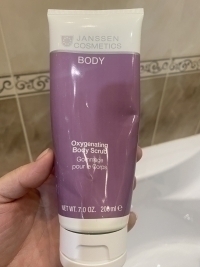 JANSSEN
COSMETICS
BODY
Oxygenating
Body Scrub
Gommage
pour le Corps
NET WT. 7.0 OZ. 200 ml ℮